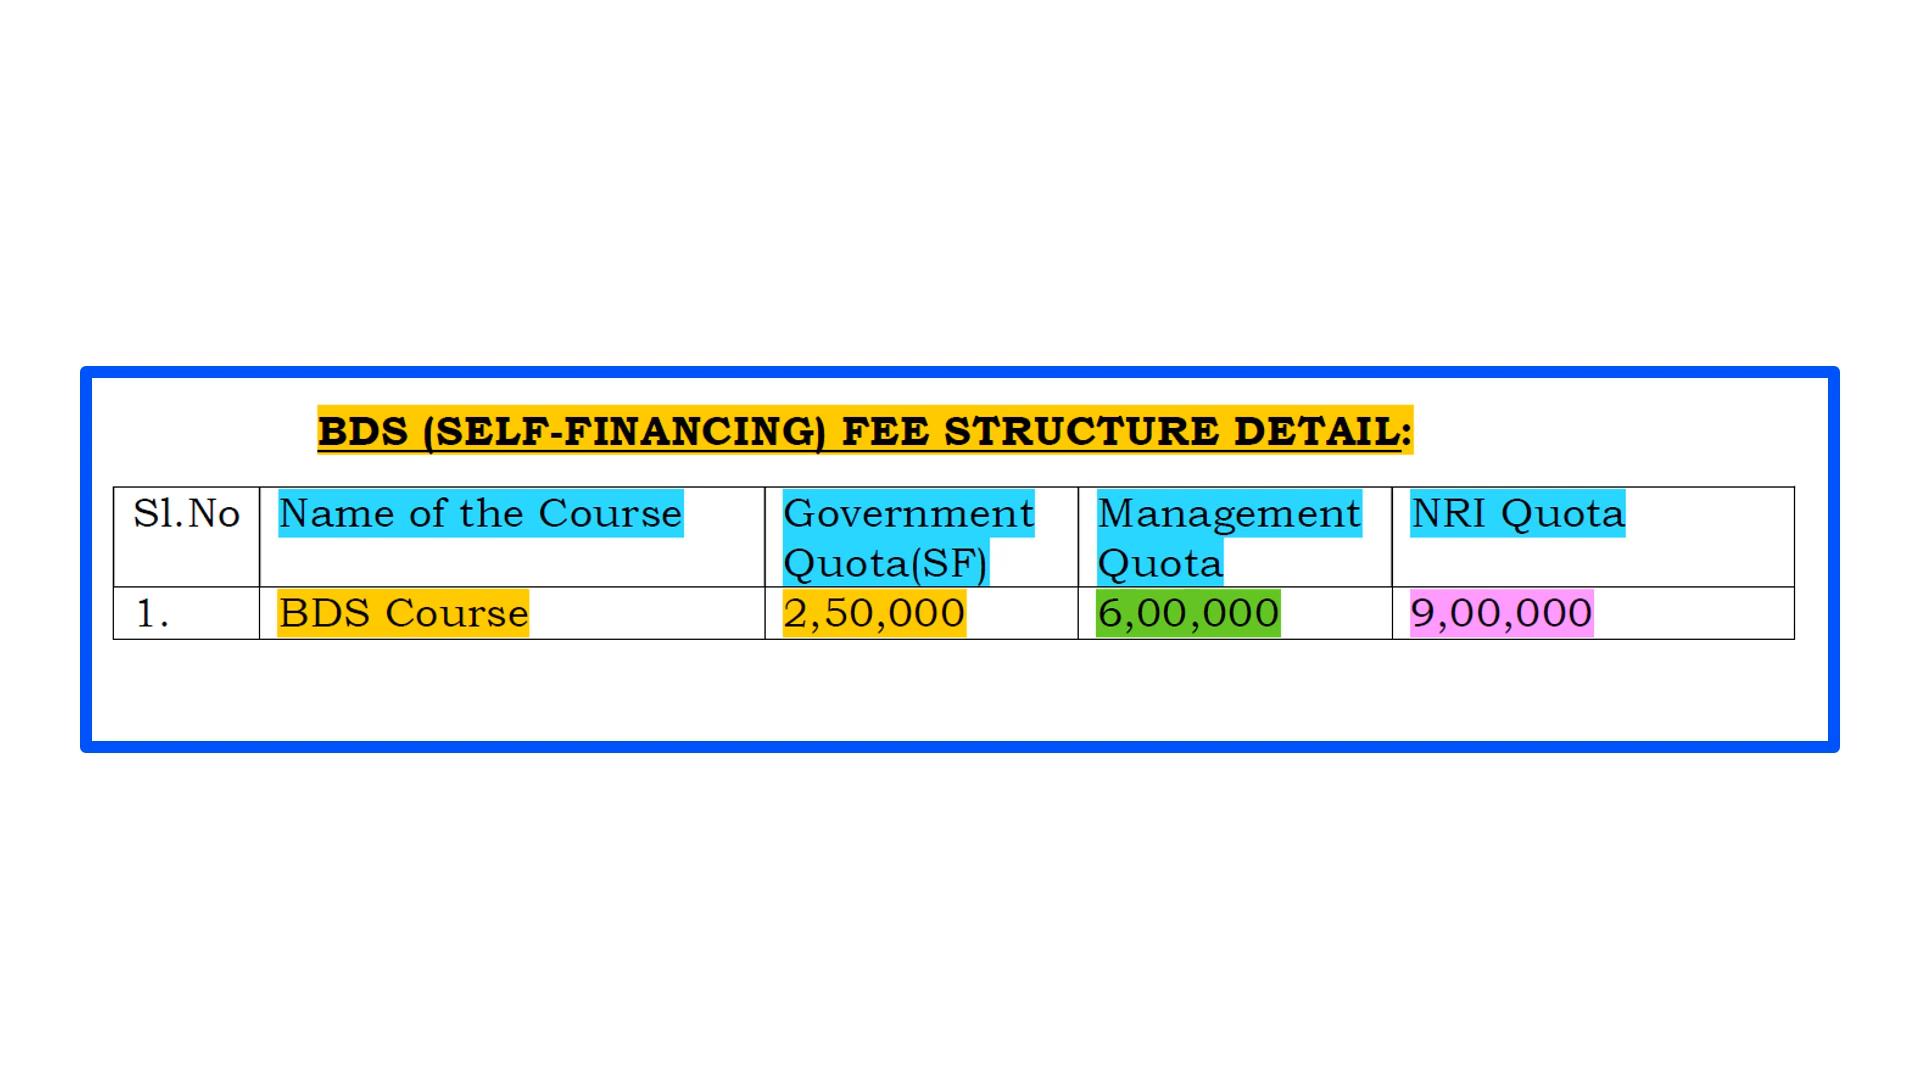 BDS (SELF-FINANCING) FEE STRUCTURE DETAIL:
Sl.No Name of the Course Government Quota(SF) Management Quota NRI Quota
1. BDS Course 2,50,000 6,00,000 9,00,000